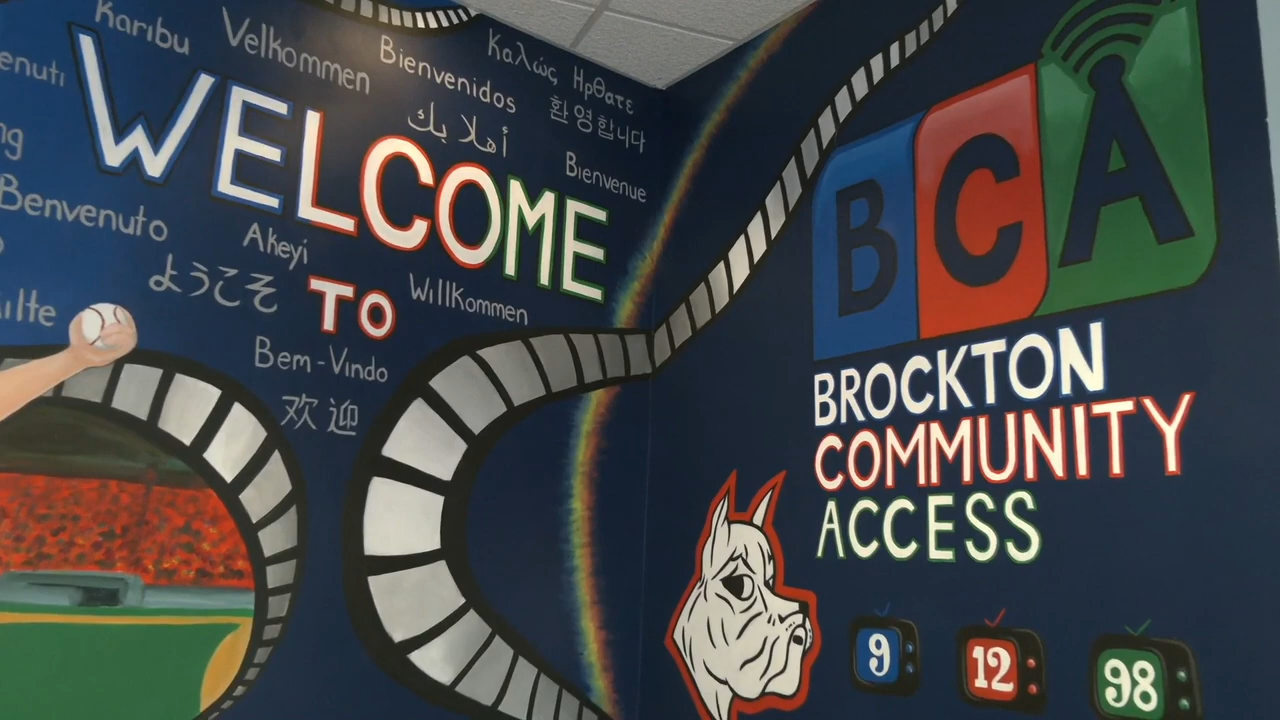 Karibu
Velkommen
Bienvenidos
Καλώς Ηρθατε
أهلا بك
환영합니다
Bienvenue
WELCOME
Benvenuto
Akeyi
ようこそ
TO
Willkommen
Bem-Vindo
欢迎
BCA
BROCKTON
COMMUNITY
ACCESS
9
12
98